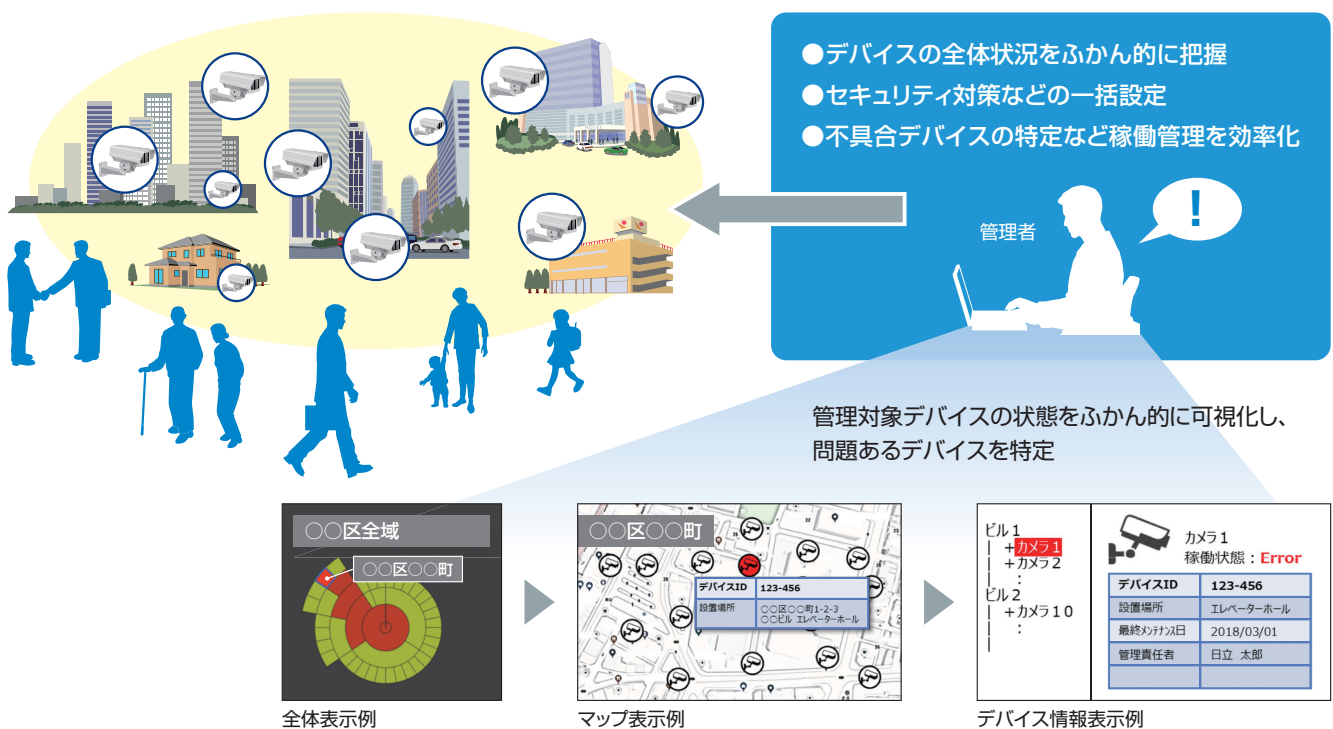 ●デバイスの全体状況をふかん的に把握
●セキュリティ対策などの一括設定
●不具合デバイスの特定など稼働管理を効率化
管理者
!
管理対象デバイスの状態をふかん的に可視化し、
問題あるデバイスを特定
○○区全域
○○区○○町
全体表示例
○○区○○町
デバイスID 123-456
設置場所 ○○区○○町1-2-3
○○ビル エレベーターホール
マップ表示例
ビル1
+カメラ1
+カメラ2
:
ビル2
+カメラ10
:
カメラ1
稼働状態:Error
デバイスID 123-456
設置場所 エレベーターホール
最終メンテナンス日 2018/03/01
管理責任者 日立 太郎
デバイス情報表示例